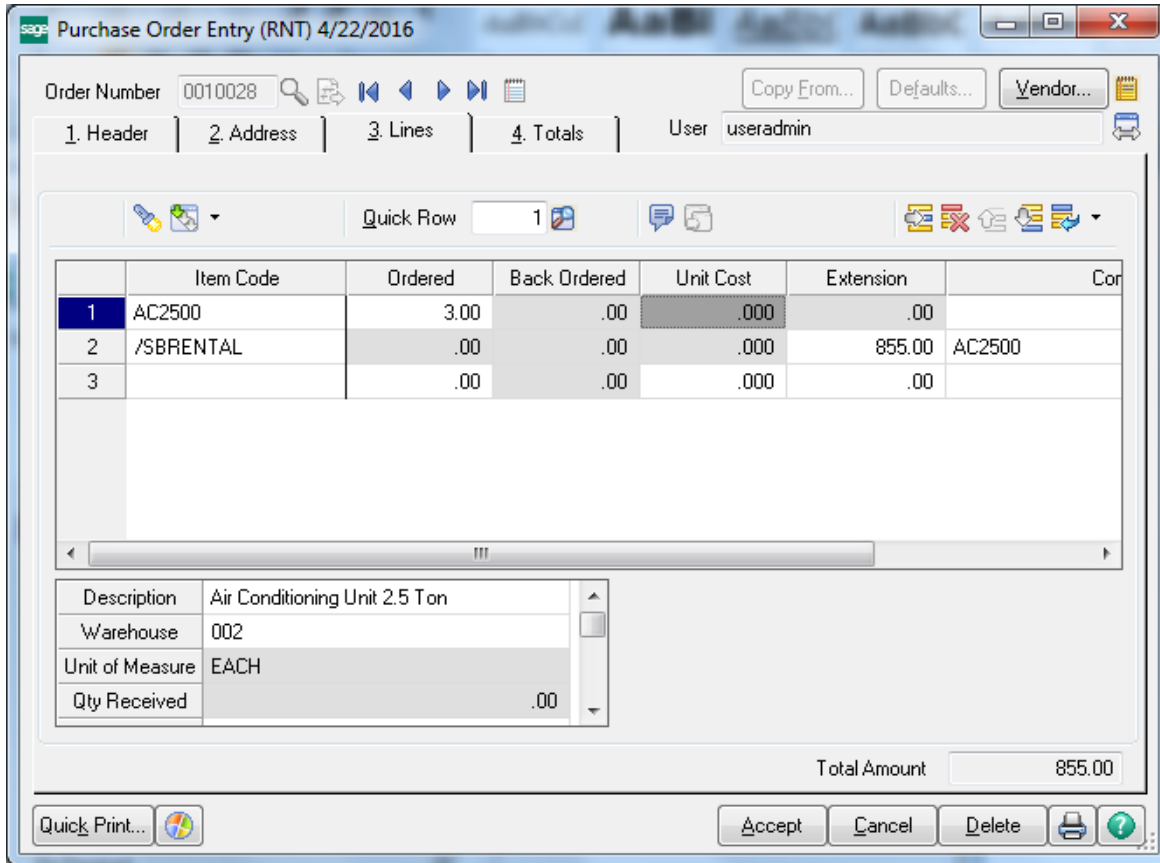 sage Purchase Order Entry (RNT) 4/22/2016
Order Number 0010028 Copy From... Defaults... Vendor...
1. Header 2. Address 3. Lines 4. Totals User useradmin
Quick Row 1
Item Code Ordered Back Ordered Unit Cost Extension Cor
1 AC2500 3.00 .00 .000 .00
2 /SBRENTAL .00 .00 .000 855.00 AC2500
3 .00 .00 .000 .00
Description Air Conditioning Unit 2.5 Ton
Warehouse 002
Unit of Measure EACH
Qty Received .00
Total Amount 855.00
Quick Print... Accept Cancel Delete